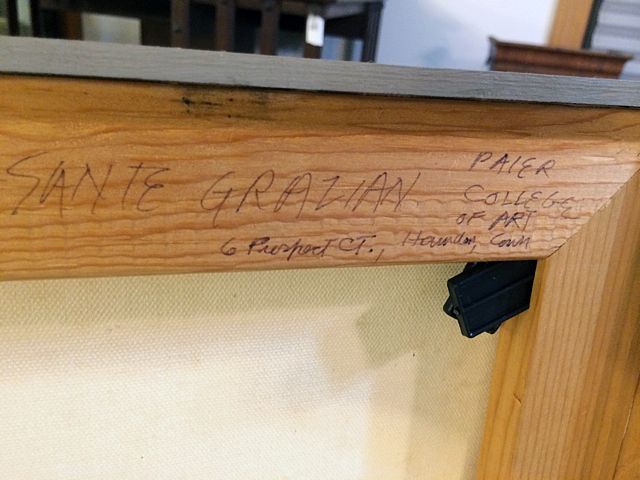 SANTE GRAZIAN
PAIER
COLLEGE
OF ART
6 Prospect CT., Hamden, Conn